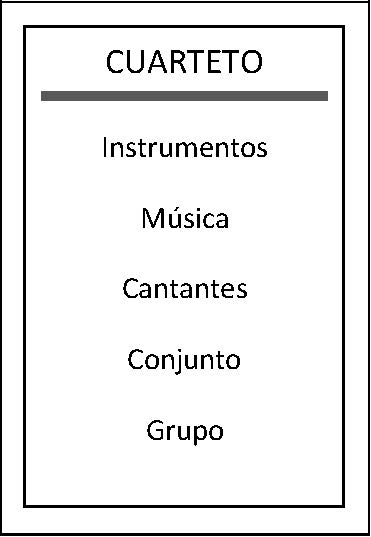 CUARTETO
Instrumentos
Música
Cantantes
Conjunto
Grupo